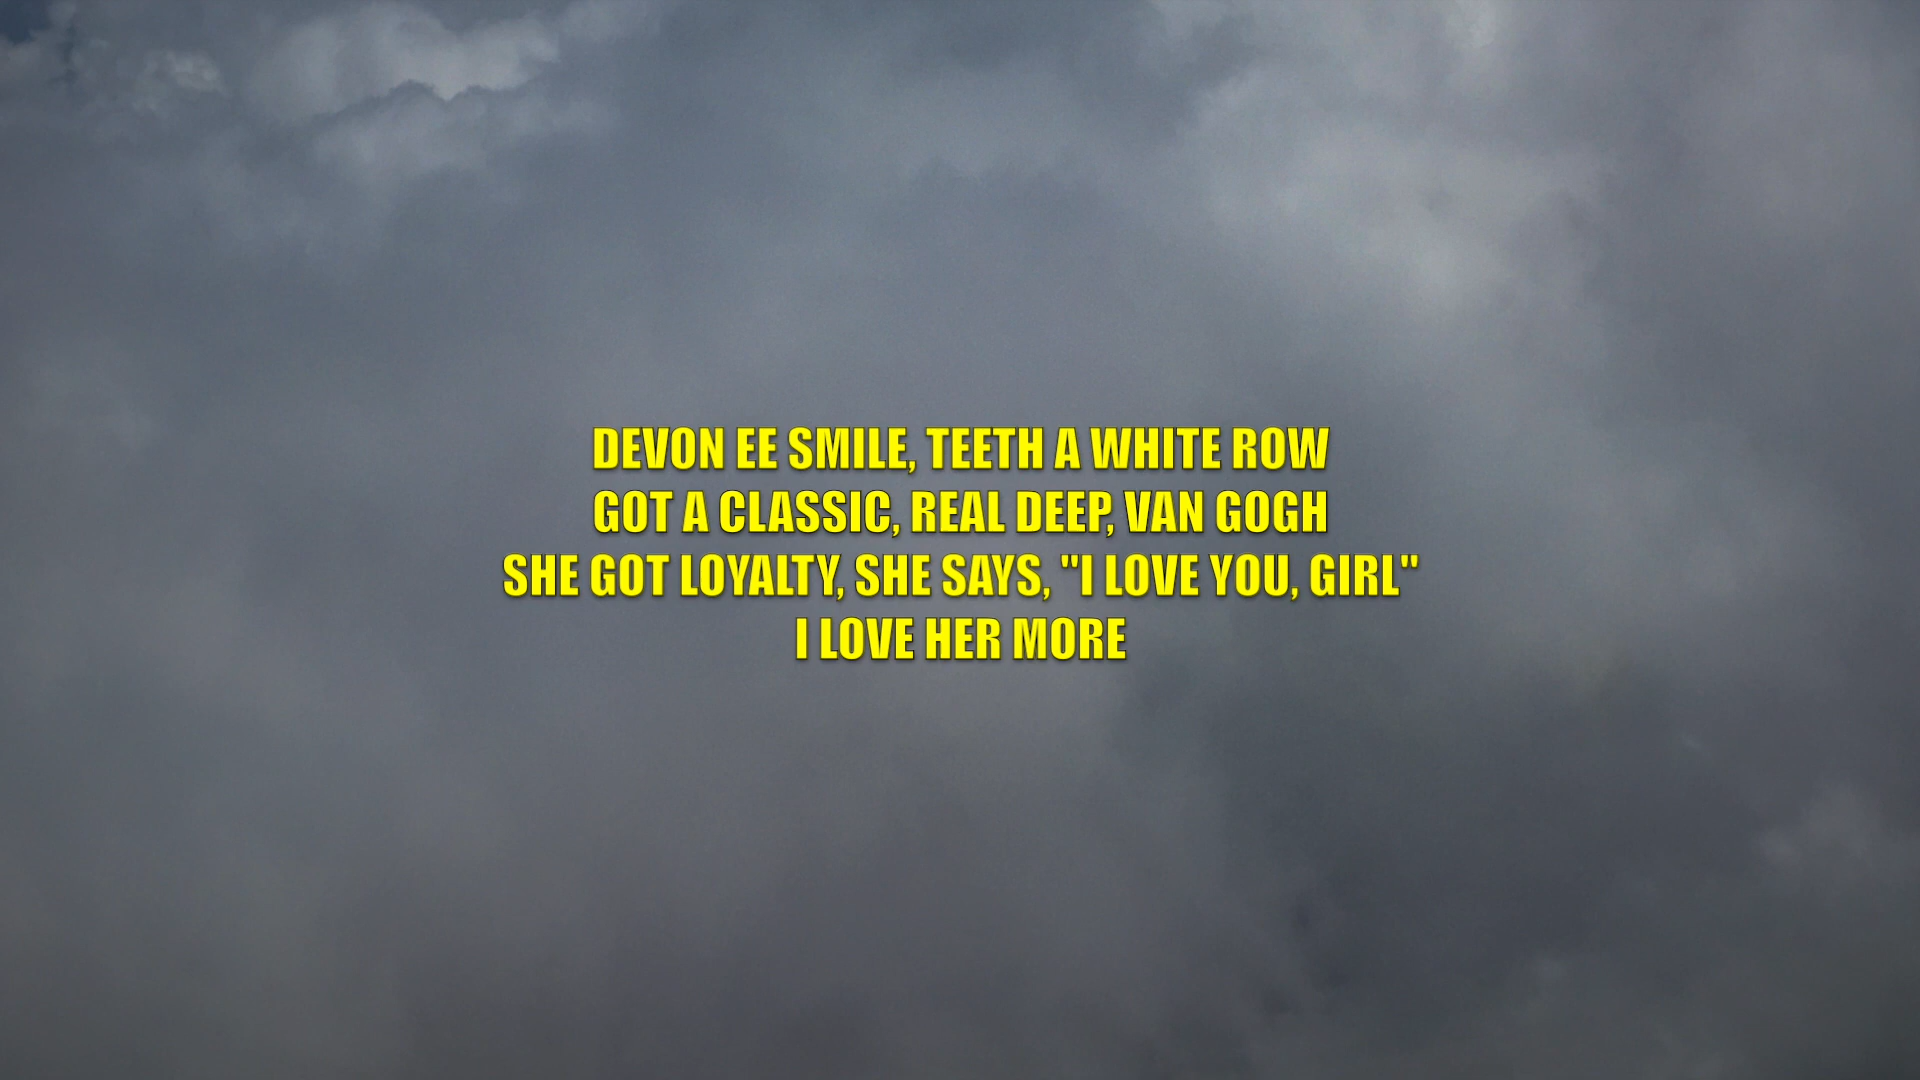 DEVON EE SMILE, TEETH A WHITE ROW
GOT A CLASSIC, REAL DEEP, VAN GOGH
SHE GOT LOYALTY, SHE SAYS, "I LOVE YOU, GIRL"
I LOVE HER MORE